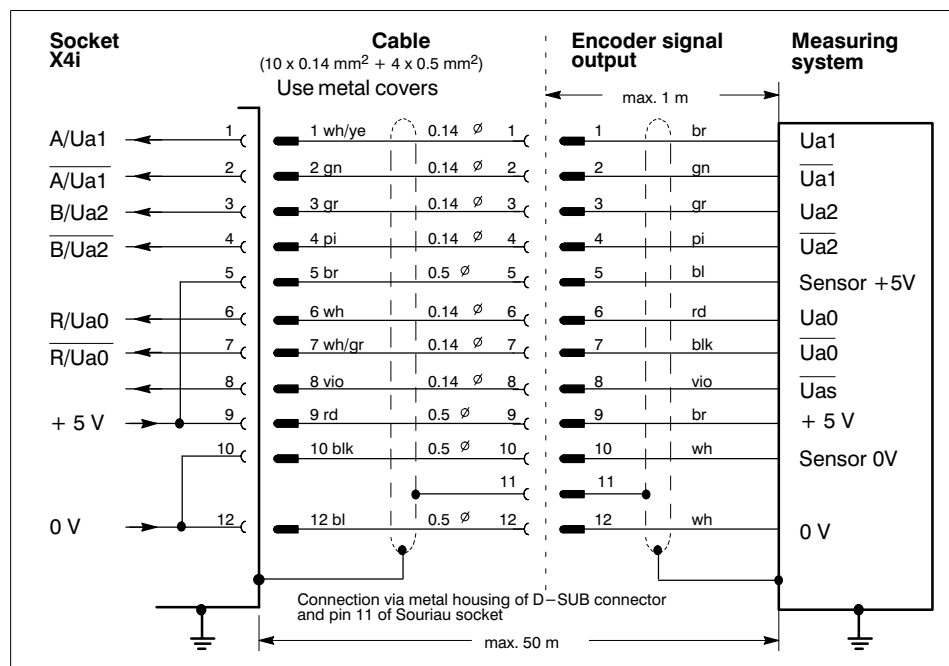 Socket X4i
Cable
(10 x 0.14 mm² + 4 x 0.5 mm²)
Use metal covers
Encoder signal output
Measuring system
max. 1 m
A/Ua1 1 1 wh/ye 0.14 ø 1 1 br Ua1
A̅/̅U̅a̅1̅ 2 2 gn 0.14 ø 2 2 gn U̅a̅1̅
B/Ua2 3 3 gr 0.14 ø 3 3 gr Ua2
B̅/̅U̅a̅2̅ 4 4 pi 0.14 ø 4 4 pi U̅a̅2̅
5 5 br 0.5 ø 5 5 bl Sensor +5V
R/Ua0 6 6 wh 0.14 ø 6 6 rd Ua0
R̅/̅U̅a̅0̅ 7 7 wh/gr 0.14 ø 7 7 blk U̅a̅0̅
8 8 vio 0.14 ø 8 8 vio U̅a̅s̅
+ 5 V 9 9 rd 0.5 ø 9 9 br + 5 V
10 10 blk 0.5 ø 10 10 wh Sensor 0V
11 11
0 V 12 12 bl 0.5 ø 12 12 wh 0 V
Connection via metal housing of D–SUB connector
and pin 11 of Souriau socket
max. 50 m